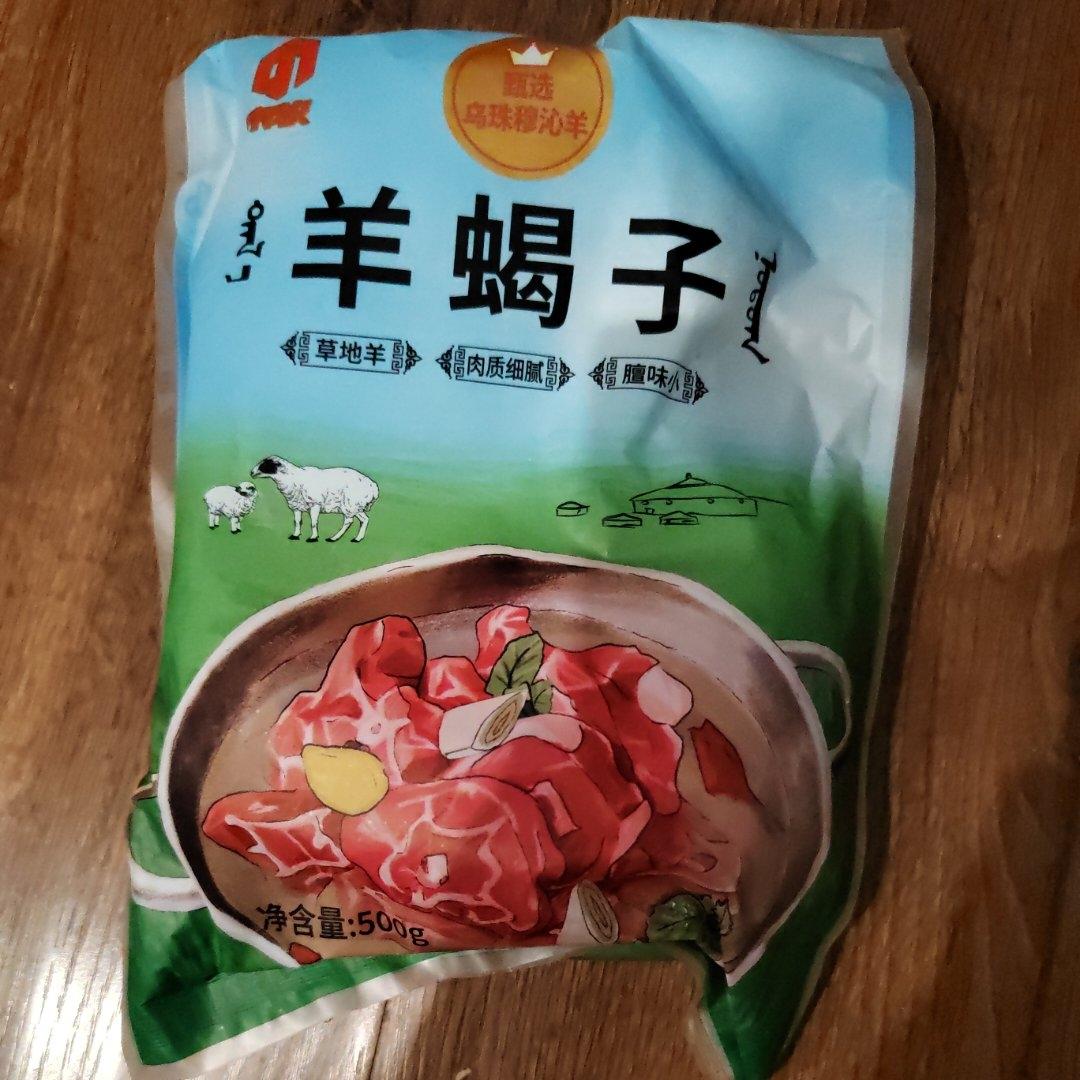 甄选
乌珠穆沁羊
羊蝎子
草地羊
肉质细腻
膻味小
净含量:500g